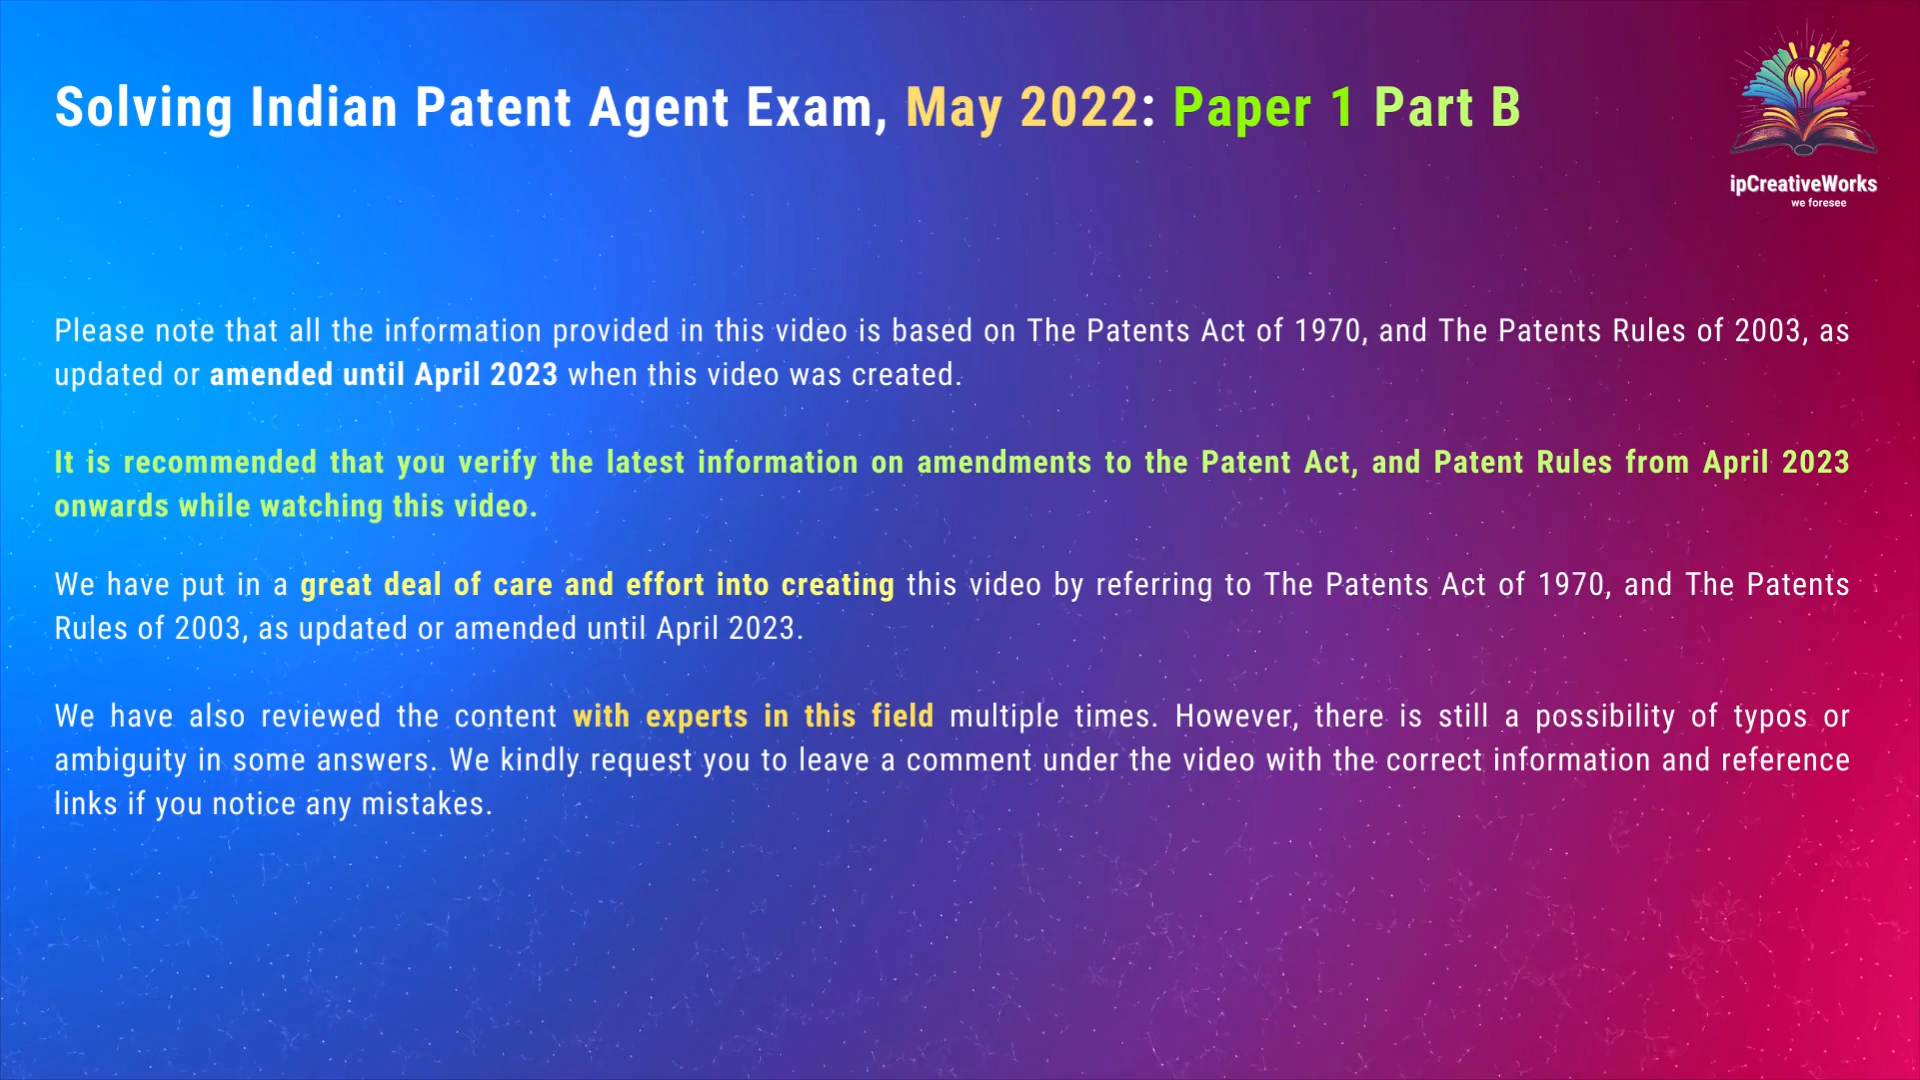 Solving Indian Patent Agent Exam, May 2022: Paper 1 Part B
ipCreativeWorks
we foresee
Please note that all the information provided in this video is based on The Patents Act of 1970, and The Patents Rules of 2003, as
updated or amended until April 2023 when this video was created.
It is recommended that you verify the latest information on amendments to the Patent Act, and Patent Rules from April 2023
onwards while watching this video.
We have put in a great deal of care and effort into creating this video by referring to The Patents Act of 1970, and The Patents
Rules of 2003, as updated or amended until April 2023.
We have also reviewed the content with experts in this field multiple times. However, there is still a possibility of typos or
ambiguity in some answers. We kindly request you to leave a comment under the video with the correct information and reference
links if you notice any mistakes.